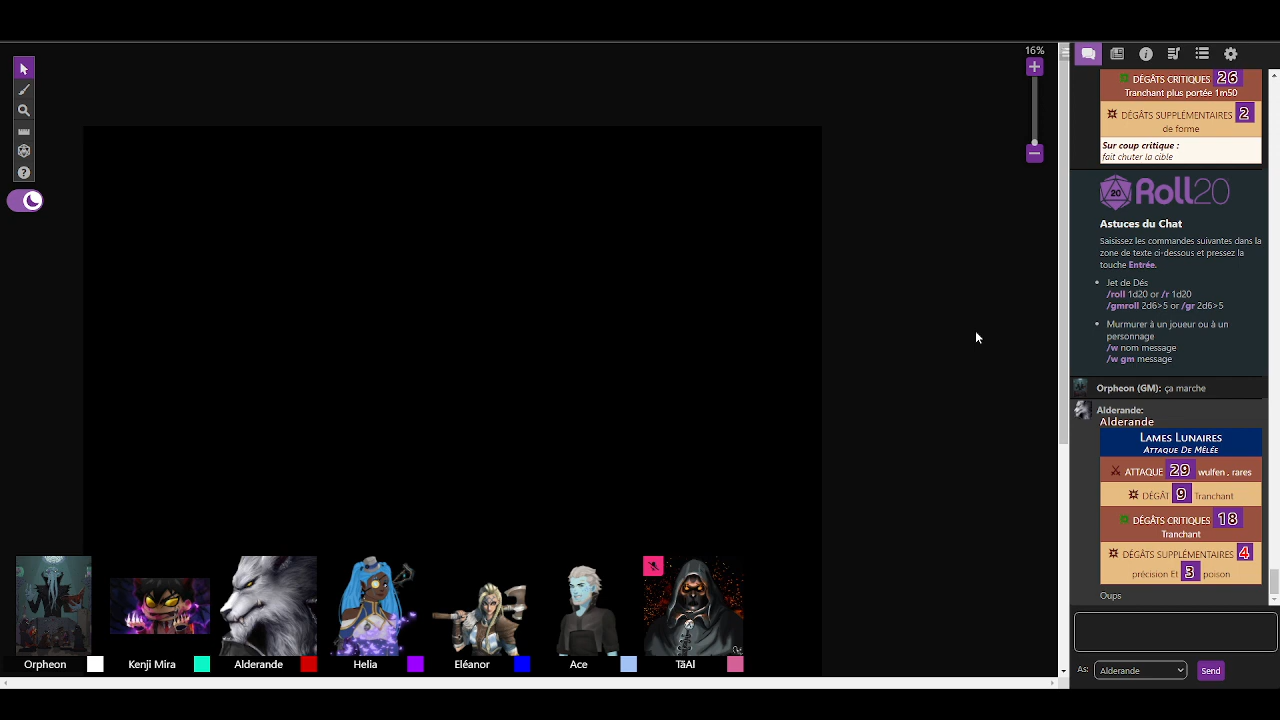 16%
DÉGÂTS CRITIQUES 26
Tranchant plus portée 1m50
DÉGÂTS SUPPLÉMENTAIRES 2
de forme
Sur coup critique :
fait chuter la cible
20 Roll20
Astuces du Chat
Saisissez les commandes suivantes dans la
zone de texte ci-dessous et pressez la
touche Entrée.
• Jet de Dés
/roll 1d20 or /r 1d20
/gmroll 2d6>5 or /gr 2d6>5
• Murmurer à un joueur ou à un
personnage
/w nom message
/w gm message
Orpheon (GM): ça marche
Alderande:
Alderande
LAMES LUNAIRES
ATTAQUE DE MÊLÉE
ATTAQUE 29 wulfen , rares
DÉGÂT 9 Tranchant
DÉGÂTS CRITIQUES 18
Tranchant
DÉGÂTS SUPPLÉMENTAIRES 4
précision Et 3 poison
Oups
As: Alderande Send
Orpheon
Kenji Mira
Alderande
Helia
Eléanor
Ace
TãAl